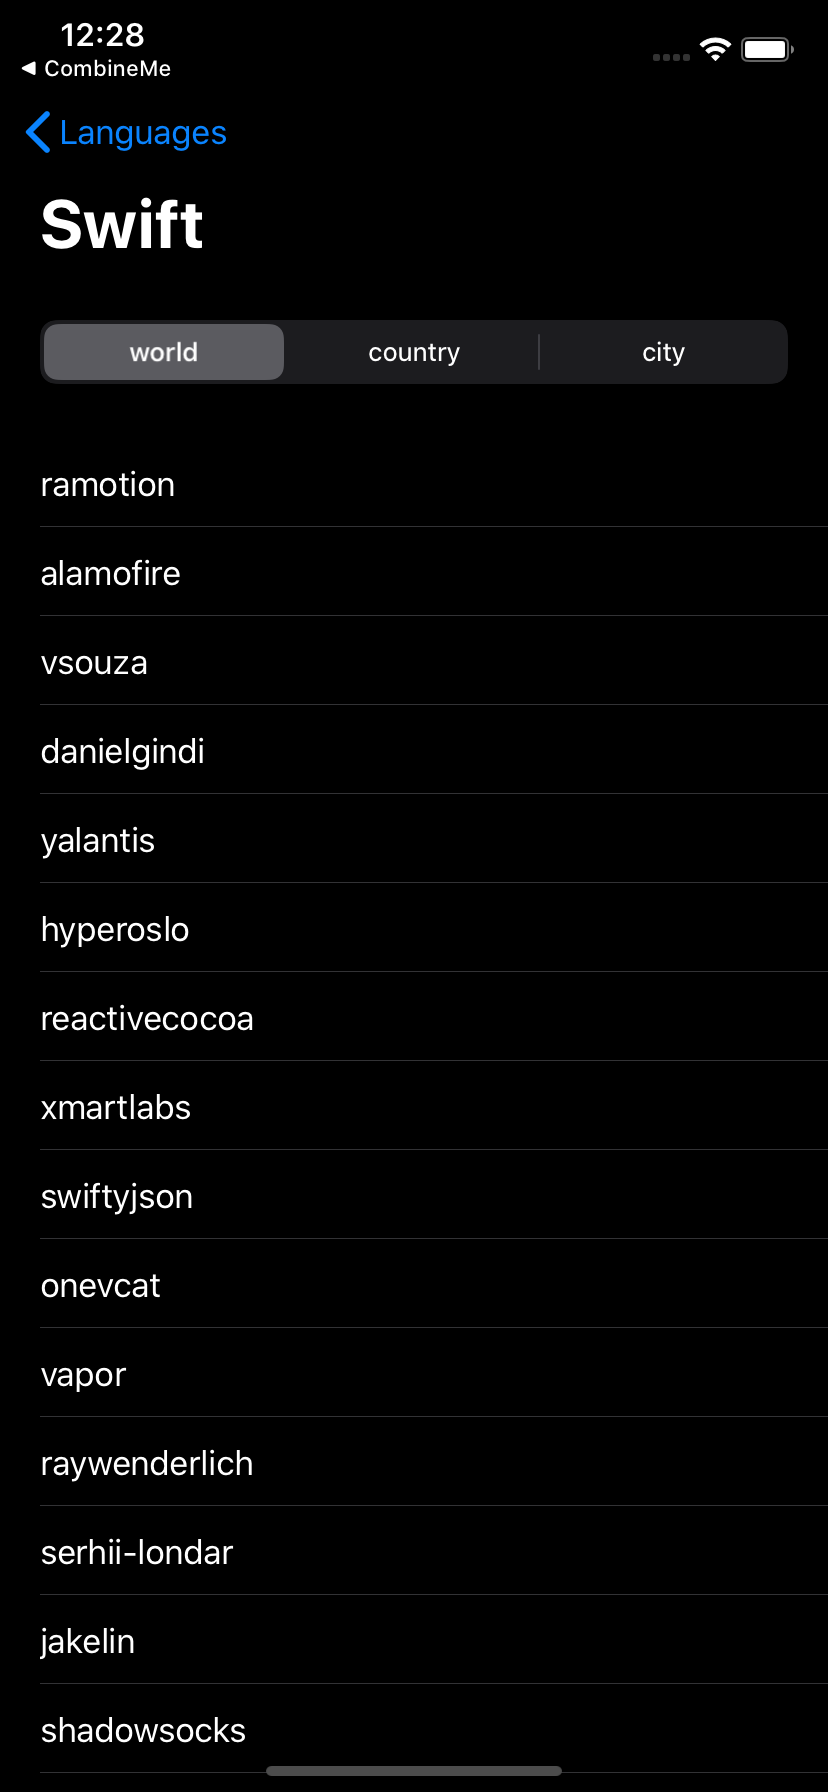 12:28
◀ CombineMe
Languages
Swift
world country city
ramotion
alamofire
vsouza
danielgindi
yalantis
hyperoslo
reactivecocoa
xmartlabs
swiftyjson
onevcat
vapor
raywenderlich
serhii-londar
jakelin
shadowsocks